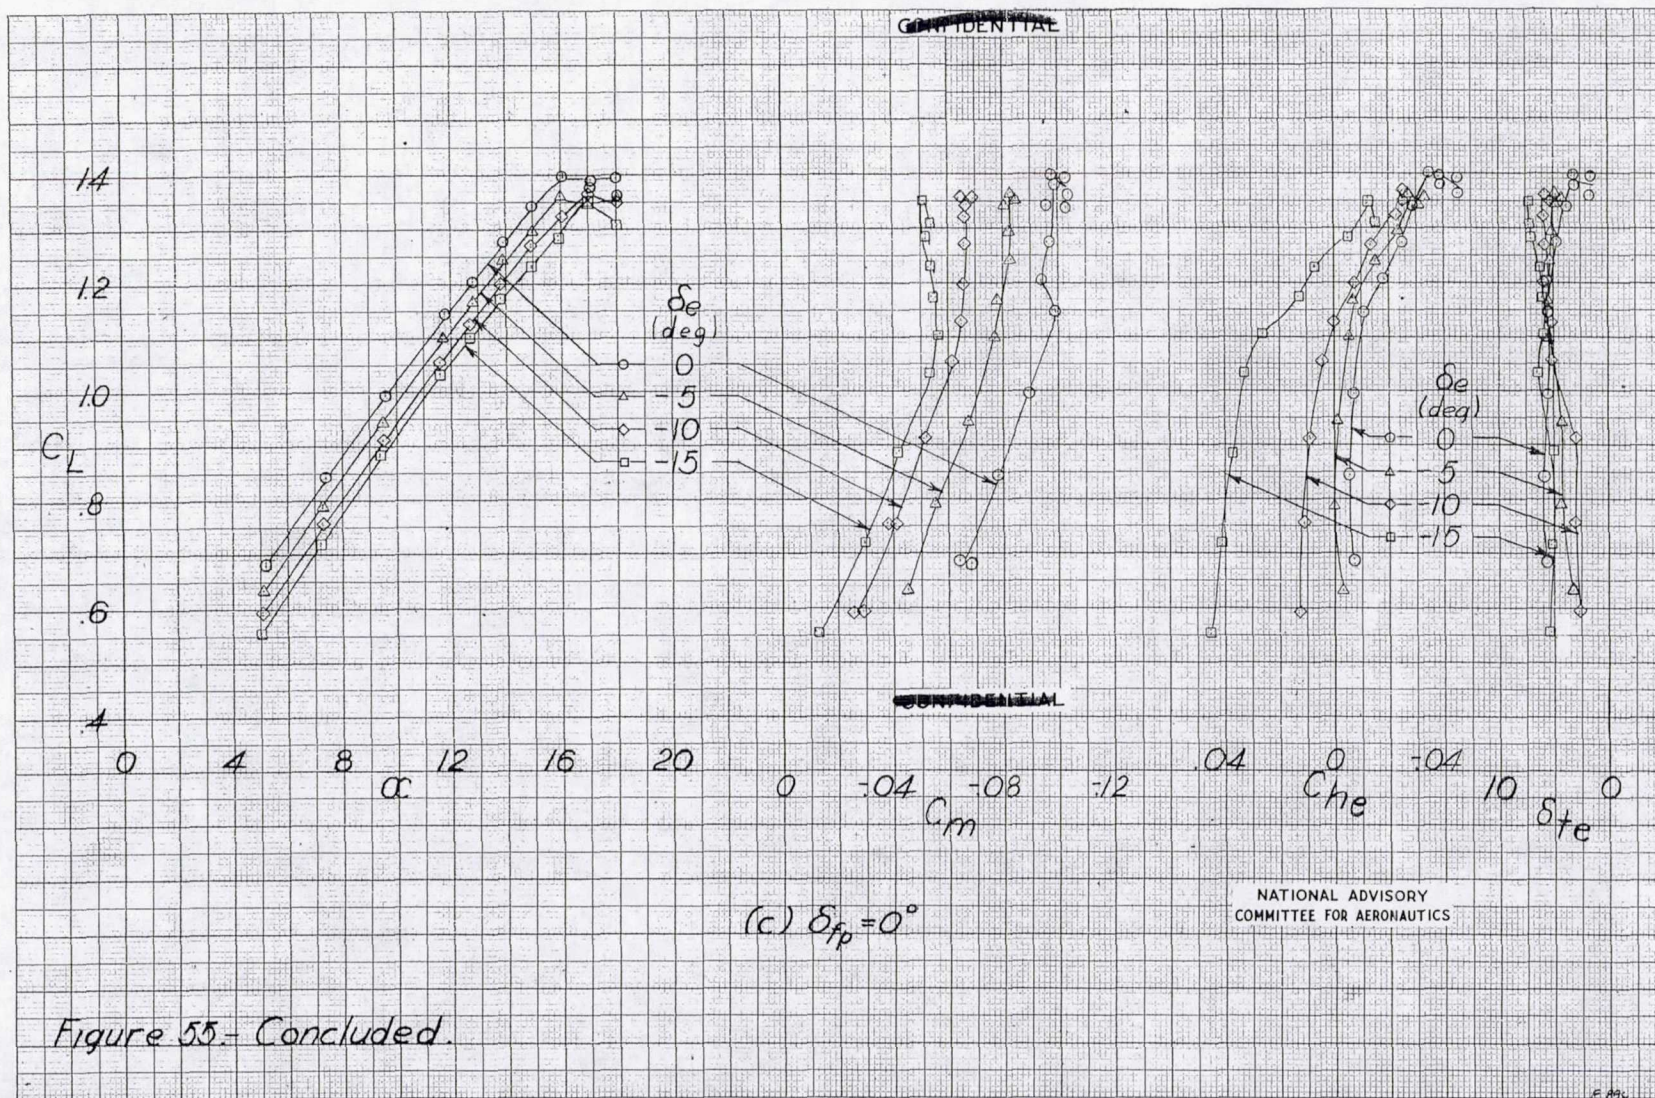 CONFIDENTIAL
1.4
1.2
1.0
.8
.6
.4
C_L
0 4 8 12 16 20
α
δe
(deg)
0
-5
-10
-15
0 -.04 -.08 -.12
Cm
.04 0 -.04
Che
δe
(deg)
0
-5
-10
-15
10 0
δte
CONFIDENTIAL
(c) δfp = 0°
NATIONAL ADVISORY
COMMITTEE FOR AERONAUTICS
Figure 55.- Concluded.